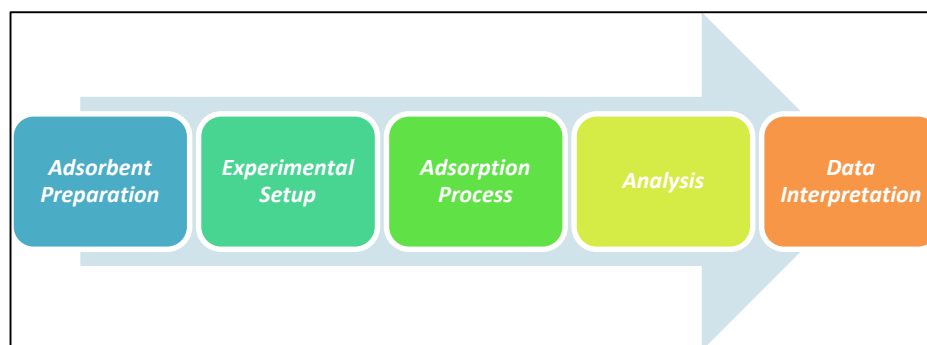 Adsorbent
Preparation
Experimental
Setup
Adsorption
Process
Analysis
Data
Interpretation